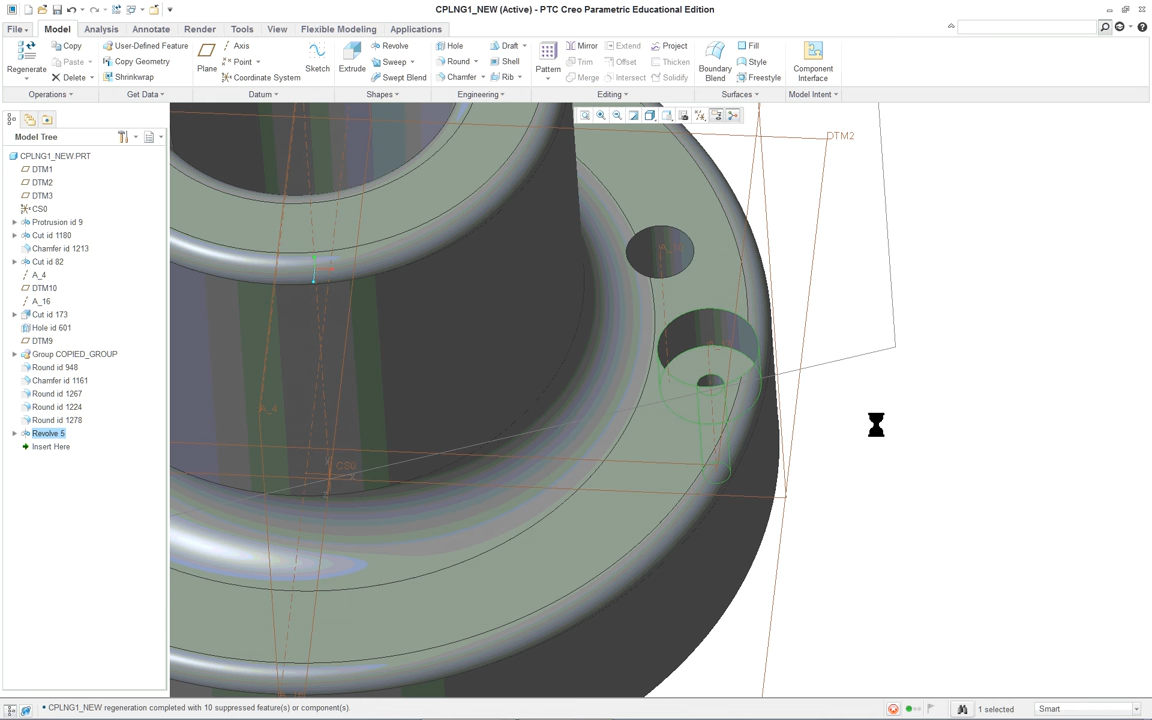 CPLNG1_NEW (Active) - PTC Creo Parametric Educational Edition
File Model Analysis Annotate Render Tools View Flexible Modeling Applications
Regenerate
Copy
Paste
Delete
Operations
User-Defined Feature
Copy Geometry
Shrinkwrap
Get Data
Plane
Axis
Point
Coordinate System
Sketch
Datum
Extrude
Revolve
Sweep
Swept Blend
Shapes
Hole
Round
Chamfer
Draft
Shell
Rib
Engineering
Pattern
Mirror
Trim
Merge
Extend
Offset
Intersect
Project
Thicken
Solidify
Editing
Boundary Blend
Fill
Style
Freestyle
Surfaces
Component Interface
Model Intent
Model Tree
CPLNG1_NEW.PRT
DTM1
DTM2
DTM3
CS0
Protrusion id 9
Cut id 1180
Chamfer id 1213
Cut id 82
A_4
DTM10
A_16
Cut id 173
Hole id 601
DTM9
Group COPIED_GROUP
Round id 948
Chamfer id 1161
Round id 1267
Round id 1224
Round id 1278
Revolve 5
Insert Here
DTM2
A_4
CS0
CPLNG1_NEW regeneration completed with 10 suppressed feature(s) or component(s).
1 selected
Smart